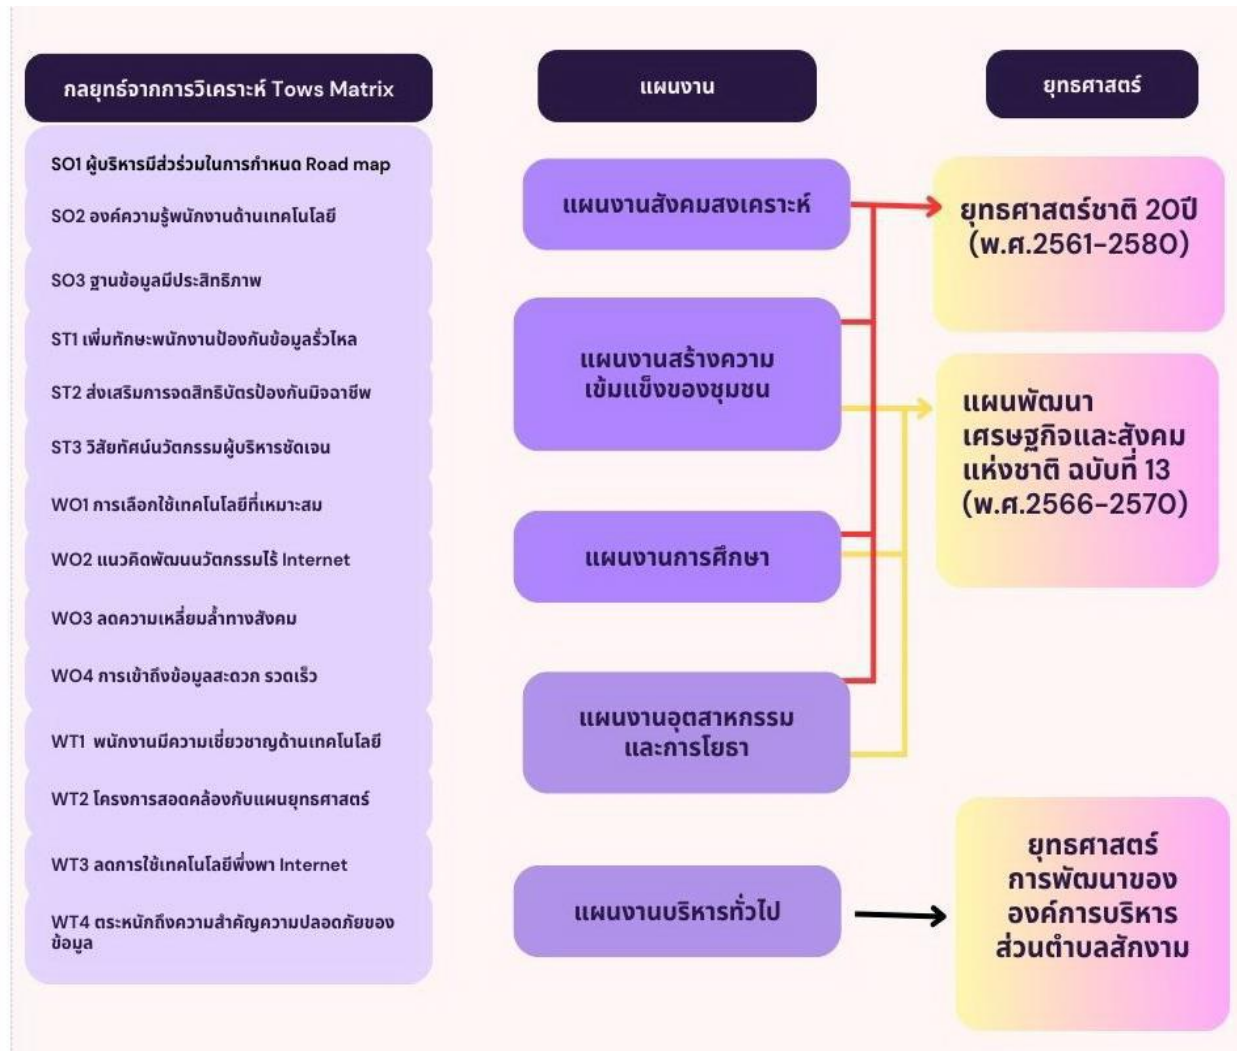 กลยุทธ์จากการวิเคราะห์ Tows Matrix
SO1 ผู้บริหารมีส่วร่วมในการกำหนด Road map
SO2 องค์ความรู้พนักงานด้านเทคโนโลยี
SO3 ฐานข้อมูลมีประสิทธิภาพ
ST1 เพิ่มทักษะพนักงานป้องกันข้อมูลรั่วไหล
ST2 ส่งเสริมการจดสิทธิบัตรป้องกันมิจฉาชีพ
ST3 วิสัยทัศน์นวัตกรรมผู้บริหารชัดเจน
WO1 การเลือกใช้เทคโนโลยีที่เหมาะสม
WO2 แนวคิดพัฒนนวัตกรรมไร้ Internet
WO3 ลดความเหลี่ยมล้ำทางสังคม
WO4 การเข้าถึงข้อมูลสะดวก รวดเร็ว
WT1 พนักงานมีความเชี่ยวชาญด้านเทคโนโลยี
WT2 โครงการสอดคล้องกับแผนยุทธศาสตร์
WT3 ลดการใช้เทคโนโลยีพึ่งพา Internet
WT4 ตระหนักถึงความสำคัญความปลอดภัยของ
ข้อมูล
แผนงาน
แผนงานสังคมสงเคราะห์
แผนงานสร้างความ
เข้มแข็งของชุมชน
แผนงานการศึกษา
แผนงานอุตสาหกรรม
และการโยธา
แผนงานบริหารทั่วไป
ยุทธศาสตร์
ยุทธศาสตร์ชาติ 20ปี
(พ.ศ.2561-2580)
แผนพัฒนา
เศรษฐกิจและสังคม
แห่งชาติ ฉบับที่ 13
(พ.ศ.2566-2570)
ยุทธศาสตร์
การพัฒนาของ
องค์การบริหาร
ส่วนตำบลสักงาม